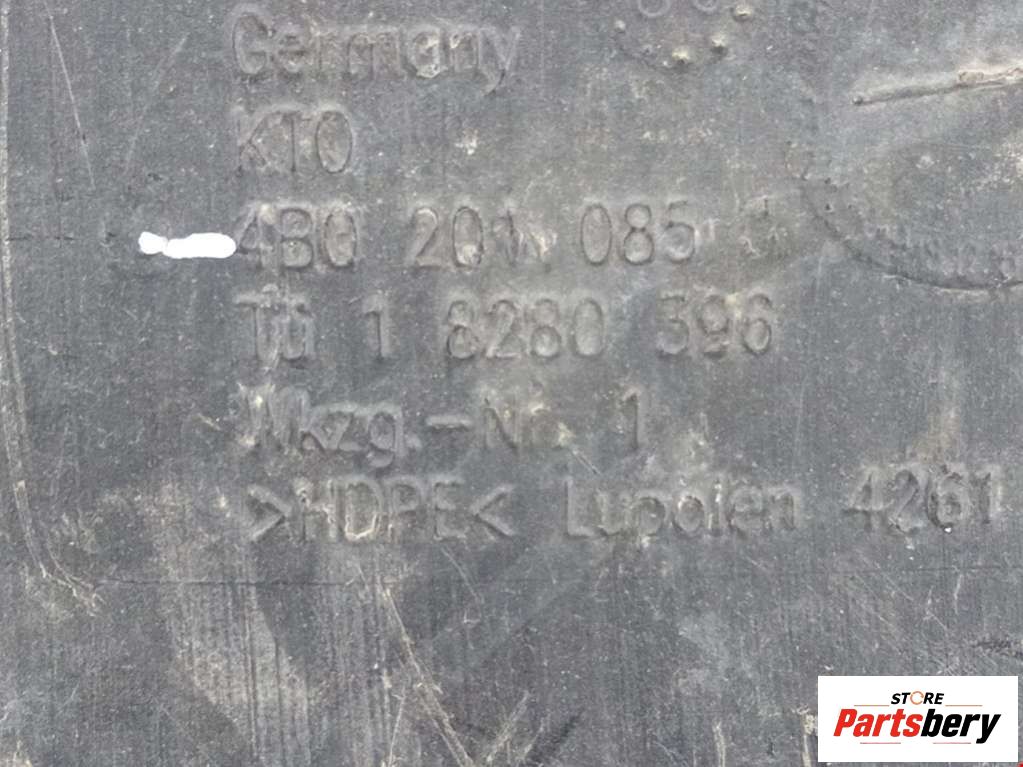 Germany
KTO
4B0 201 085
Tü 1 8280 396
Wkzg.-Nr. 1
>HDPE< Lupolen 4261
STORE
Partsbery